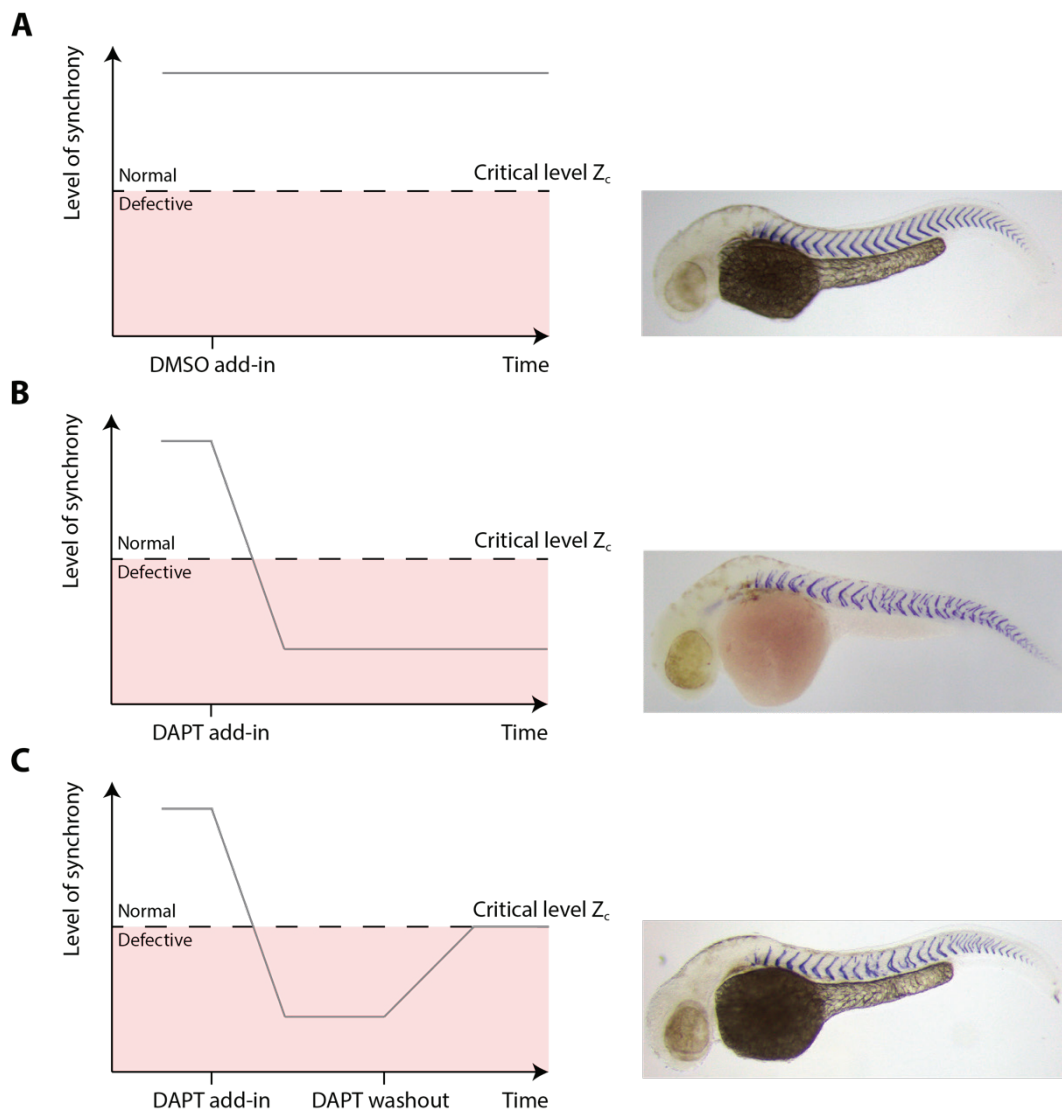 A
Level of synchrony
Normal
Critical level Zc
Defective
DMSO add-in
Time
B
Level of synchrony
Normal
Critical level Zc
Defective
DAPT add-in
Time
C
Level of synchrony
Normal
Critical level Zc
Defective
DAPT add-in
DAPT washout
Time